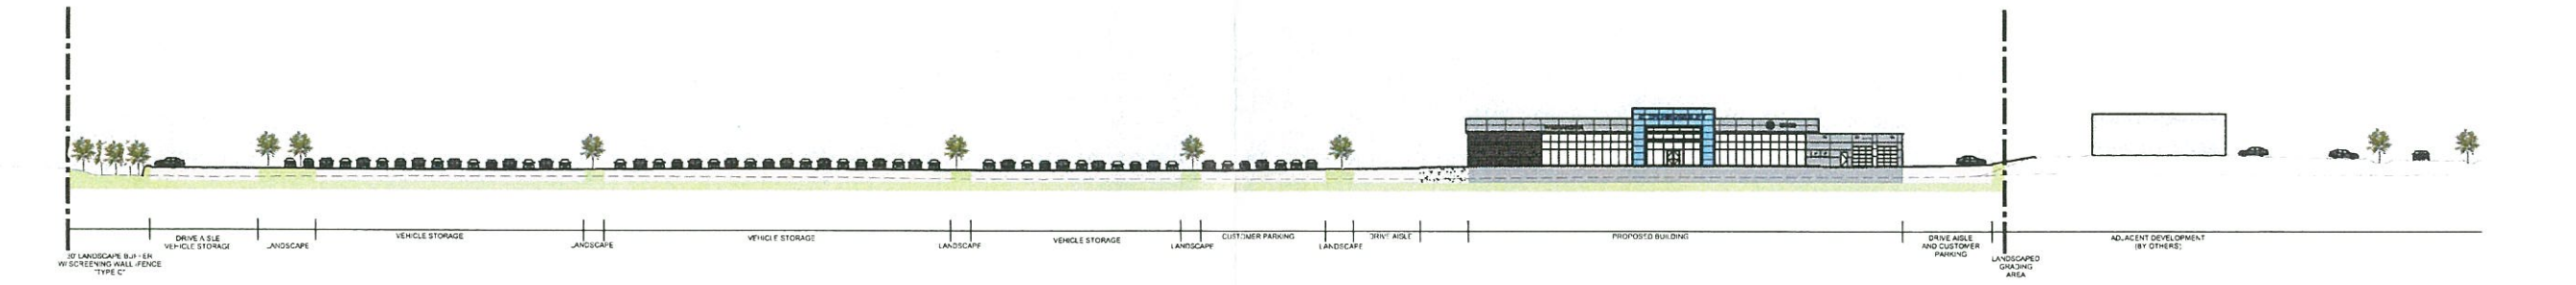 DRIVE AISLE
VEHICLE STORAGE
LANDSCAPE
VEHICLE STORAGE
LANDSCAPE
VEHICLE STORAGE
LANDSCAPE
VEHICLE STORAGE
LANDSCAPE
CUSTOMER PARKING
LANDSCAPE
DRIVE AISLE
PROPOSED BUILDING
DRIVE AISLE
AND CUSTOMER
PARKING
LANDSCAPED
GRADING
AREA
ADJACENT DEVELOPMENT
(BY OTHERS)
LANDSCAPE BUFFER
W/ SCREENING WALL /FENCE
"TYPE C"